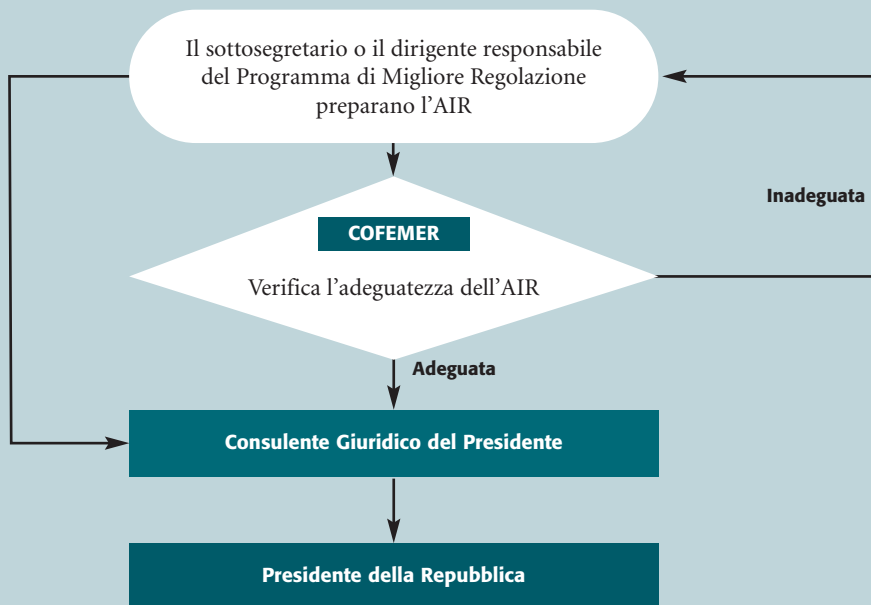 Il sottosegretario o il dirigente responsabile
del Programma di Migliore Regolazione
preparano l’AIR
Inadeguata
COFEMER
Verifica l’adeguatezza dell’AIR
Adeguata
Consulente Giuridico del Presidente
Presidente della Repubblica